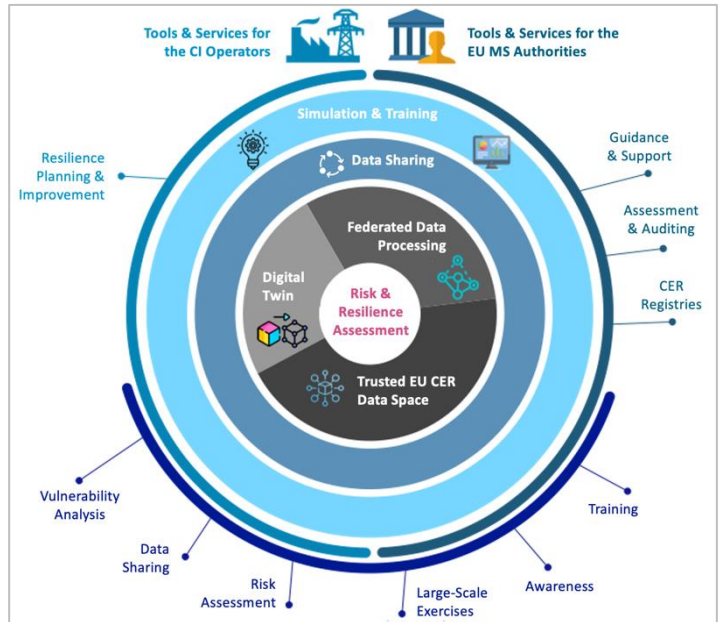 Tools & Services for
the CI Operators
Tools & Services for the
EU MS Authorities
Simulation & Training
Data Sharing
Federated Data
Processing
Digital
Twin
Risk &
Resilience
Assessment
Trusted EU CER
Data Space
Resilience
Planning &
Improvement
Guidance
& Support
Assessment
& Auditing
CER
Registries
Vulnerability
Analysis
Data
Sharing
Risk
Assessment
Large-Scale
Exercises
Awareness
Training